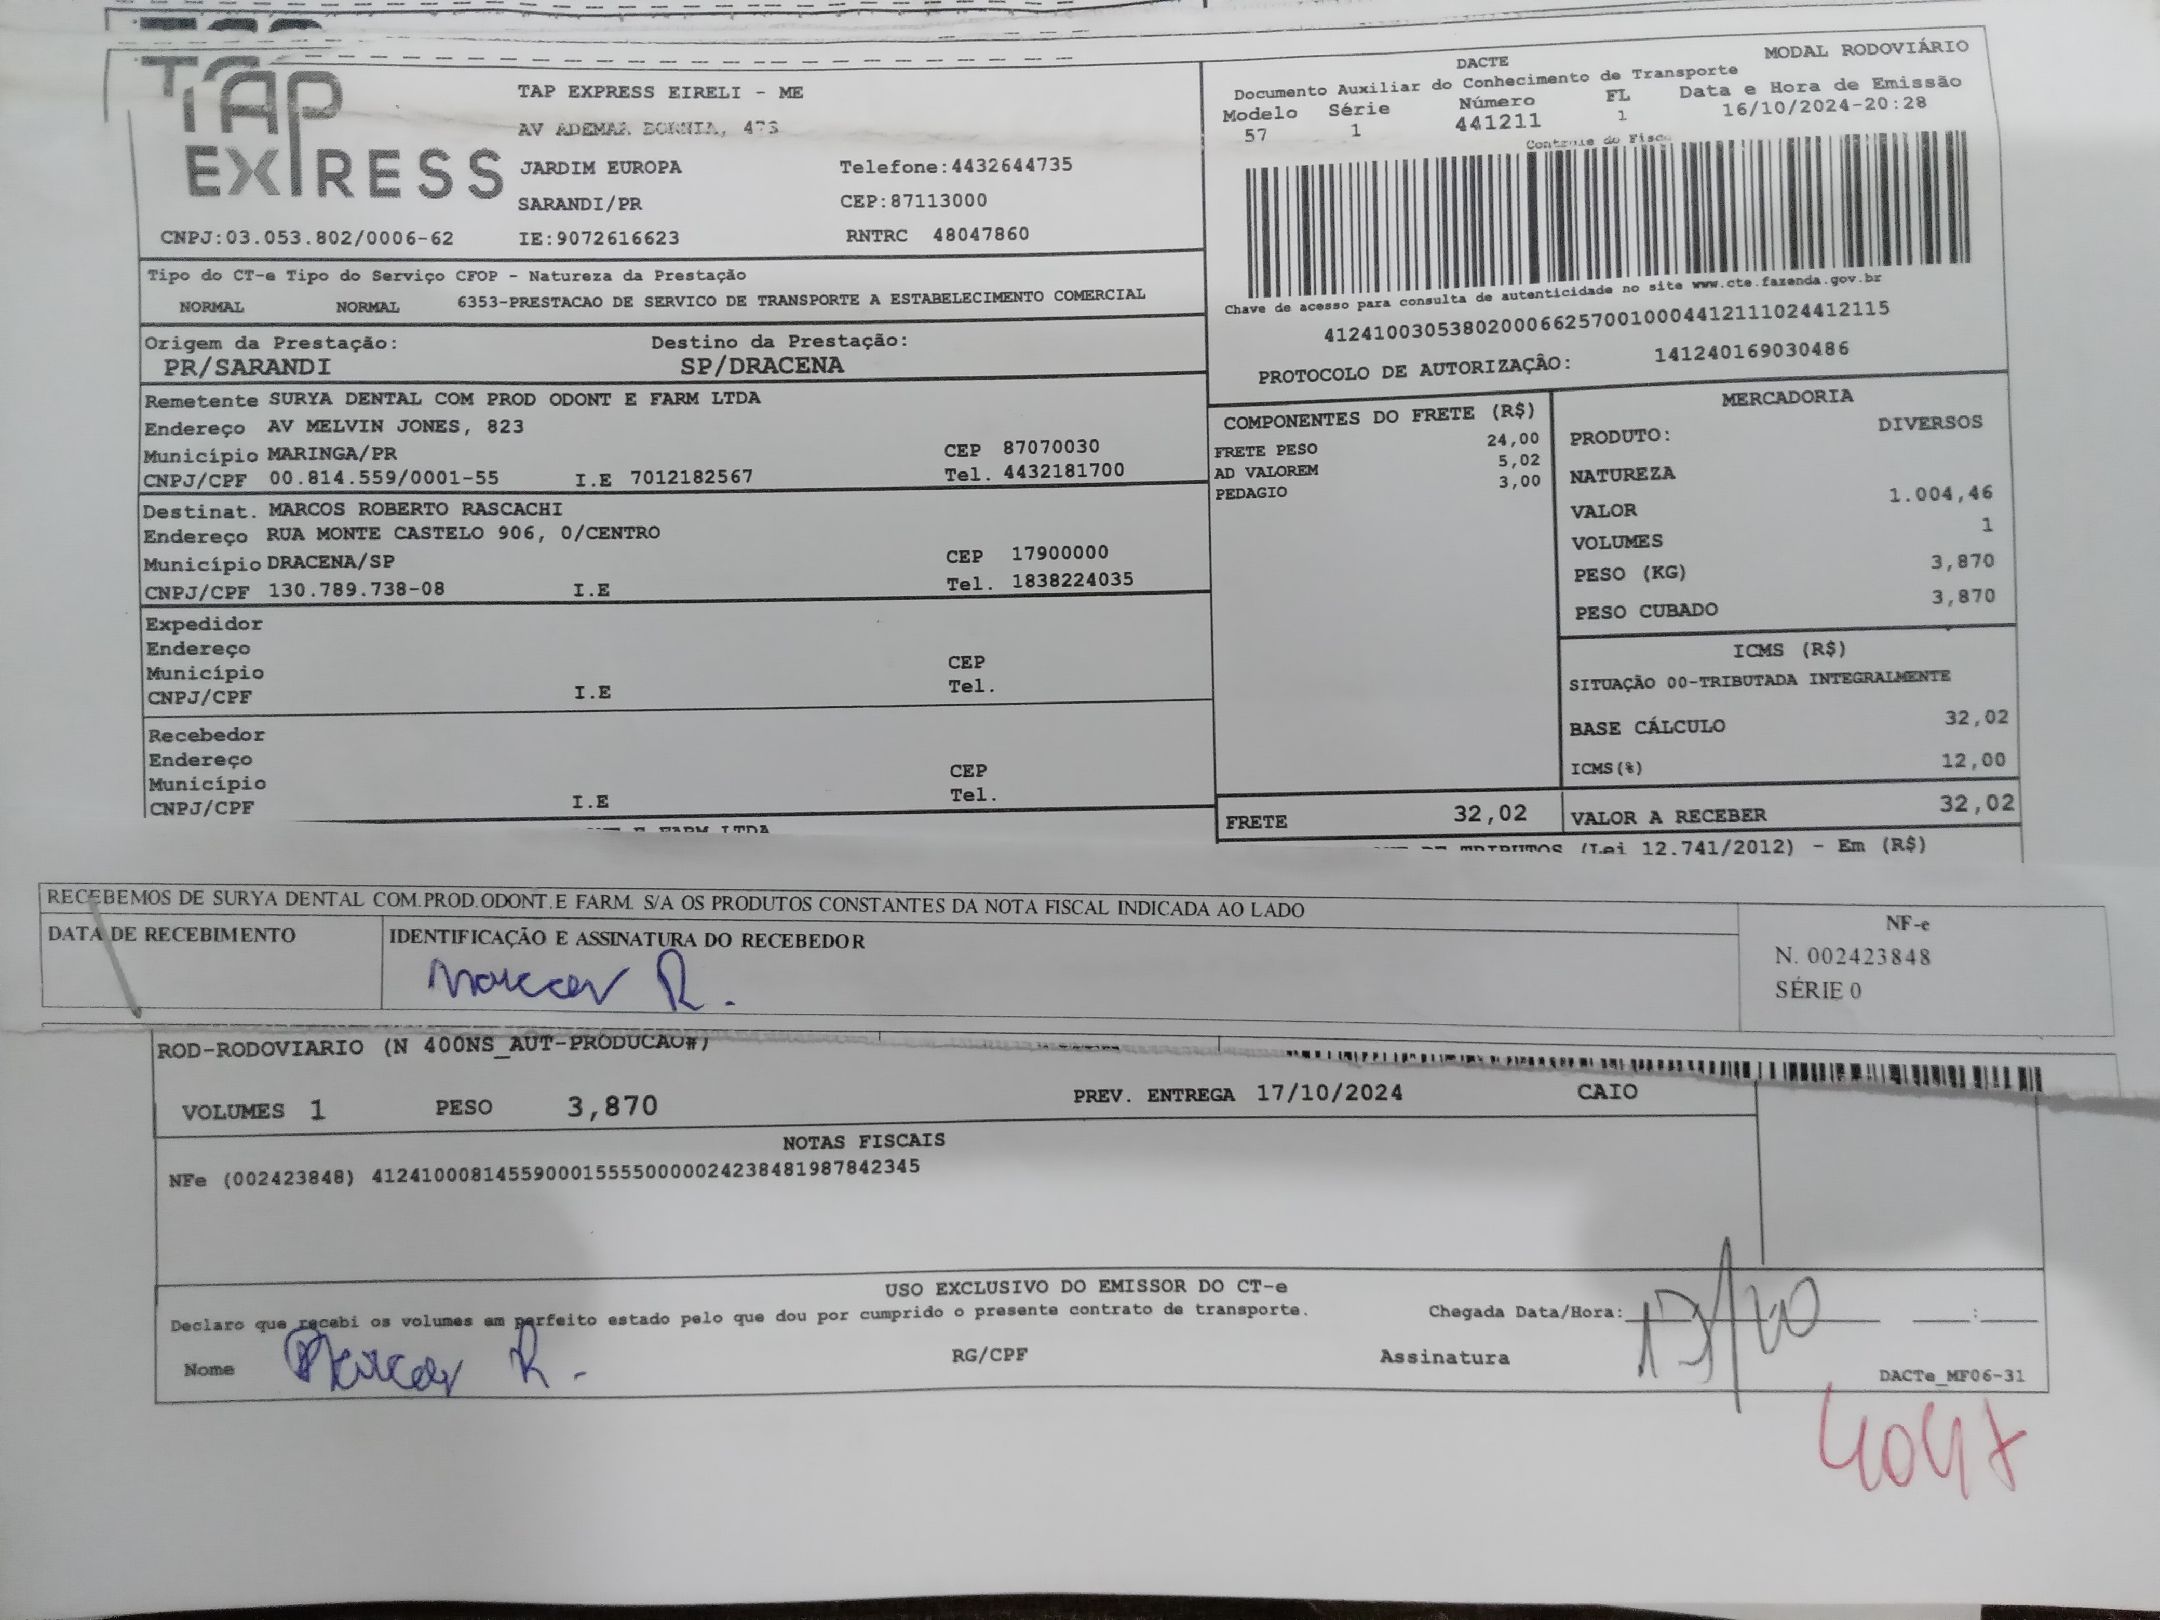 TAP EXPRESS
TAP EXPRESS EIRELI - ME
AV ADEMAR BORNIA, 475
JARDIM EUROPA Telefone:4432644735
SARANDI/PR CEP:87113000
CNPJ:03.053.802/0006-62 IE:9072616623 RNTRC 48047860
DACTE MODAL RODOVIÁRIO
Documento Auxiliar do Conhecimento de Transporte
Modelo Série Número FL Data e Hora de Emissão
57 1 441211 1 16/10/2024-20:28
Controle do Fisco
Chave de acesso para consulta de autenticidade no site www.cte.fazenda.gov.br
41241003053802000662570010004412111024412115
PROTOCOLO DE AUTORIZAÇÂO: 141240169030486
Tipo do CT-e Tipo do Serviço CFOP - Natureza da Prestação
NORMAL NORMAL 6353-PRESTACAO DE SERVICO DE TRANSPORTE A ESTABELECIMENTO COMERCIAL
Origem da Prestação: Destino da Prestação:
PR/SARANDI SP/DRACENA
Remetente SURYA DENTAL COM PROD ODONT E FARM LTDA
Endereço AV MELVIN JONES, 823
Município MARINGA/PR CEP 87070030
CNPJ/CPF 00.814.559/0001-55 I.E 7012182567 Tel. 4432181700
Destinat. MARCOS ROBERTO RASCACHI
Endereço RUA MONTE CASTELO 906, 0/CENTRO
Município DRACENA/SP CEP 17900000
CNPJ/CPF 130.789.738-08 I.E Tel. 1838224035
Expedidor
Endereço
Município CEP
CNPJ/CPF I.E Tel.
Recebedor
Endereço
Município CEP
CNPJ/CPF I.E Tel.
E FARM LTDA
COMPONENTES DO FRETE (R$)
FRETE PESO 24,00
AD VALOREM 5,02
PEDAGIO 3,00
MERCADORIA
PRODUTO: DIVERSOS
NATUREZA
VALOR 1.004,46
VOLUMES 1
PESO (KG) 3,870
PESO CUBADO 3,870
ICMS (R$)
SITUAÇÃO 00-TRIBUTADA INTEGRALMENTE
BASE CÁLCULO 32,02
ICMS(%) 12,00
FRETE 32,02 VALOR A RECEBER 32,02
DE TRIBUTOS (Lei 12.741/2012) - Em (R$)
RECEBEMOS DE SURYA DENTAL COM.PROD.ODONT.E FARM. S/A OS PRODUTOS CONSTANTES DA NOTA FISCAL INDICADA AO LADO
DATA DE RECEBIMENTO IDENTIFICAÇÃO E ASSINATURA DO RECEBEDOR
Marcos R.
NF-e
N. 002423848
SÉRIE 0
ROD-RODOVIARIO (N 400NS_AUT-PRODUCAO#)
VOLUMES 1 PESO 3,870 PREV. ENTREGA 17/10/2024 CAIO
NOTAS FISCAIS
NFe (002423848) 41241000814559000155550000024238481987842345
USO EXCLUSIVO DO EMISSOR DO CT-e
Declaro que recebi os volumes em perfeito estado pelo que dou por cumprido o presente contrato de transporte. Chegada Data/Hora: :
Nome Marcos R. RG/CPF Assinatura
DACTe_MF06-31